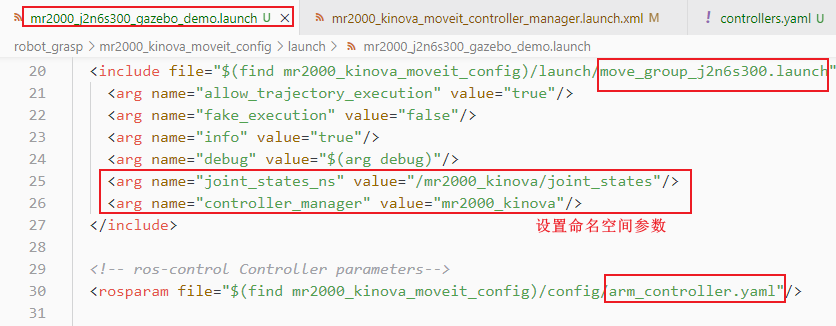 mr2000_j2n6s300_gazebo_demo.launch U × mr2000_kinova_moveit_controller_manager.launch.xml M ! controllers.yaml U
robot_grasp > mr2000_kinova_moveit_config > launch > mr2000_j2n6s300_gazebo_demo.launch
20 <include file="$(find mr2000_kinova_moveit_config)/launch/move_group_j2n6s300.launch"
21 <arg name="allow_trajectory_execution" value="true"/>
22 <arg name="fake_execution" value="false"/>
23 <arg name="info" value="true"/>
24 <arg name="debug" value="$(arg debug)"/>
25 <arg name="joint_states_ns" value="/mr2000_kinova/joint_states"/>
26 <arg name="controller_manager" value="mr2000_kinova"/>
27 </include> 设置命名空间参数
28
29 <!-- ros-control Controller parameters-->
30 <rosparam file="$(find mr2000_kinova_moveit_config)/config/arm_controller.yaml"/>
31